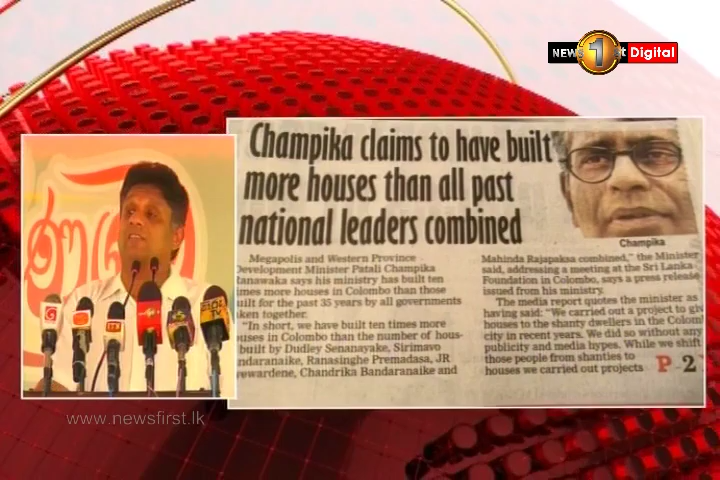 NEWS 1st Digital
Champika claims to have built
more houses than all past
national leaders combined
Champika
Megapolis and Western Province
Development Minister Patali Champika
Ranawaka says his ministry has built ten
times more houses in Colombo than those
built for the past 35 years by all governments
taken together.
"In short, we have built ten times more
houses in Colombo than the number of hous-
built by Dudley Senanayake, Sirimavo
ndaranaike, Ranasinghe Premadasa, JR
ewardene, Chandrika Bandaranaike and
Mahinda Rajapaksa combined," the Minister
said, addressing a meeting at the Sri Lanka
Foundation in Colombo, says a press release
issued from his ministry.
The media report quotes the minister as
having said: "We carried out a project to giv
houses to the shanty dwellers in the Colom
city in recent years. We did so without any
publicity and media hypes. While we shift
those people from shanties to
houses we carried out projects P-2
TV
ITN
www.newsfirst.lk